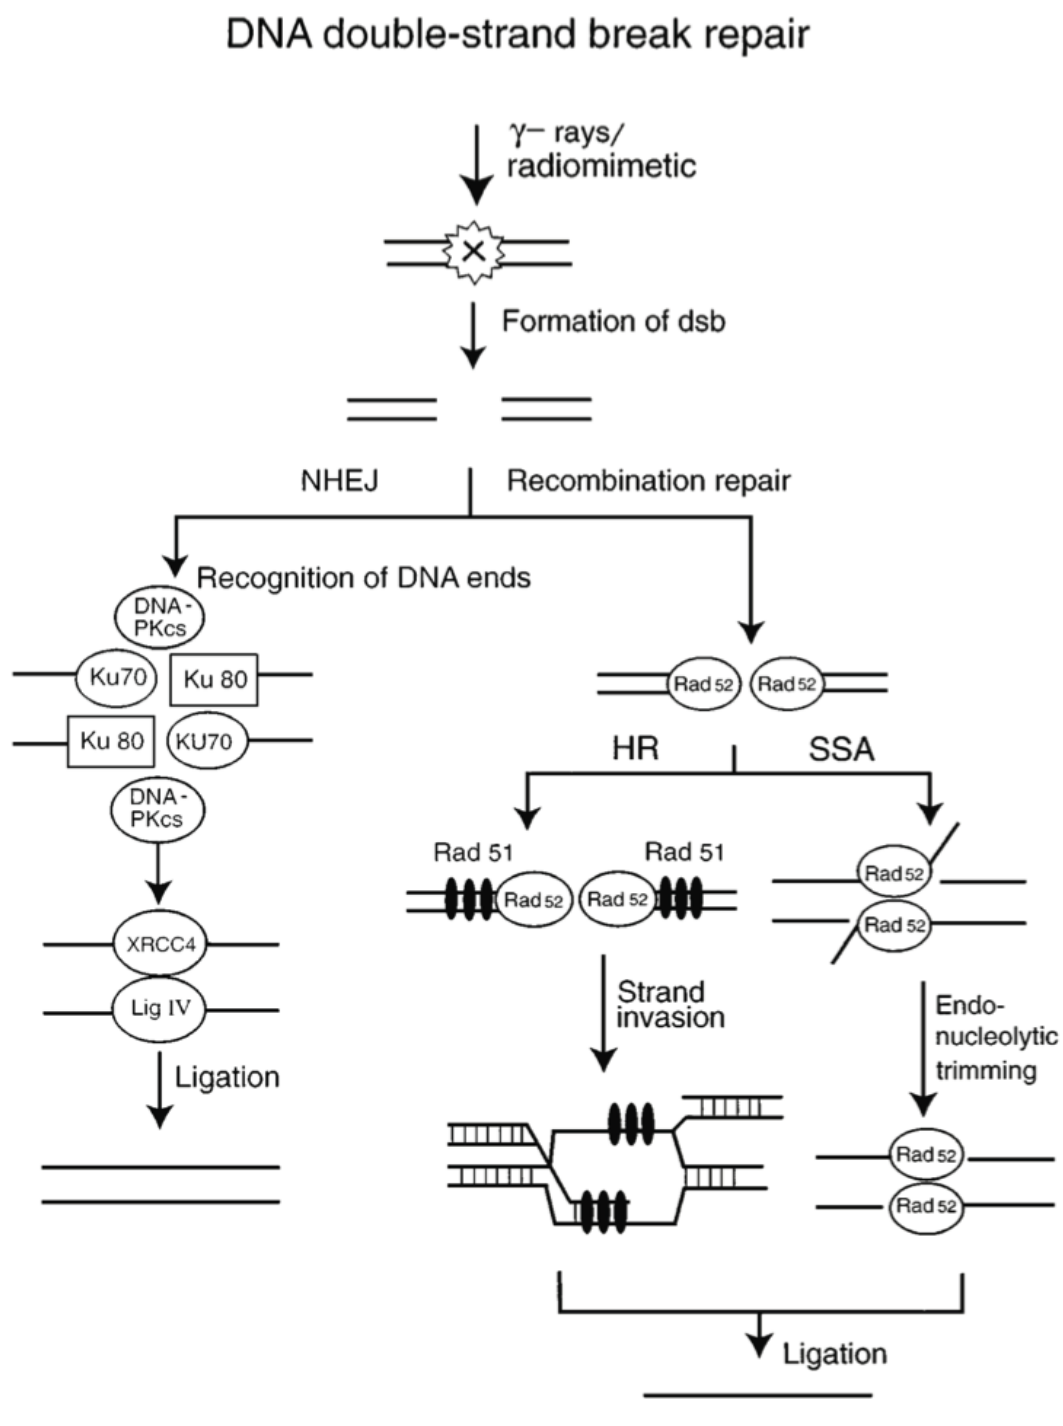 DNA double-strand break repair
γ– rays/
radiomimetic
×
Formation of dsb
NHEJ
Recombination repair
Recognition of DNA ends
DNA-
PKcs
Ku70
Ku 80
Ku 80
KU70
DNA-
PKcs
XRCC4
Lig IV
Ligation
Rad 52
Rad 52
HR
SSA
Rad 51
Rad 51
Rad 52
Rad 52
Rad 52
Rad 52
Strand
invasion
Endo-
nucleolytic
trimming
Rad 52
Rad 52
Ligation